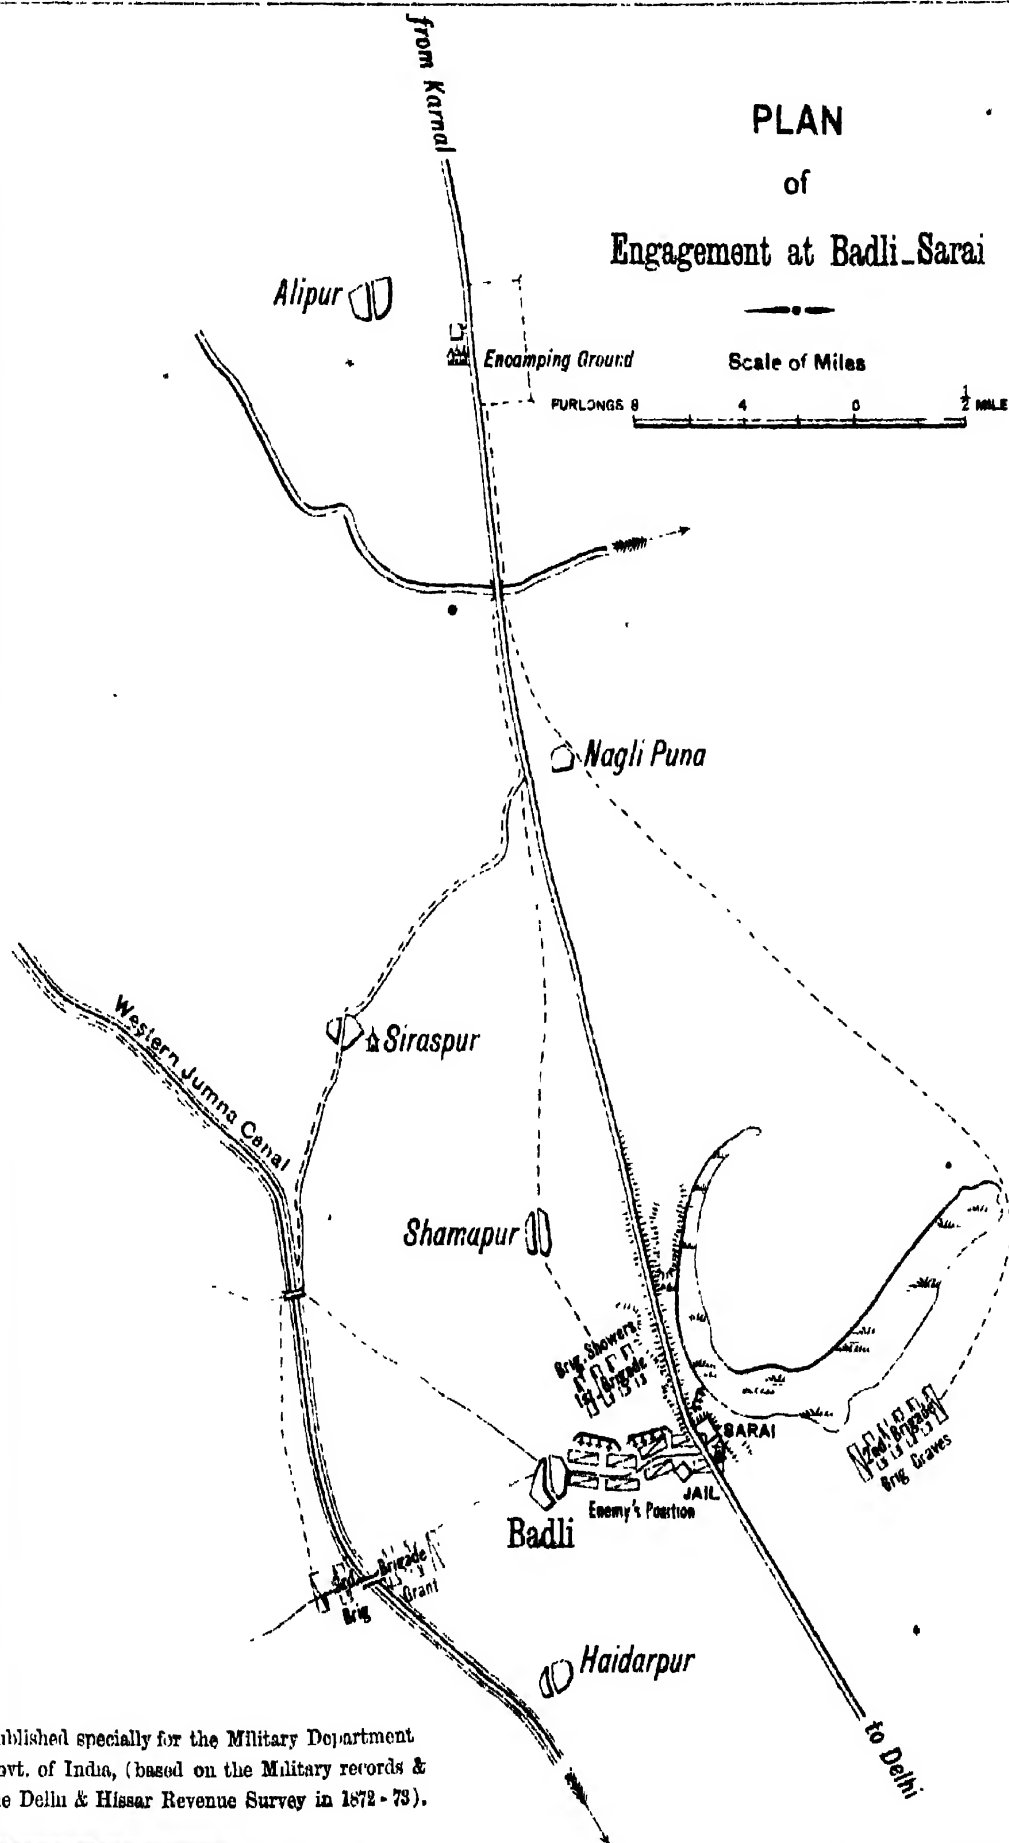 from Karnal
PLAN
of
Engagement at Badli-Sarai
Alipur
Encamping Ground
Scale of Miles
FURLONGS 8 4 0 1/2 MILE
Nagli Puna
Western Jumna Canal
Siraspur
Shamapur
Brig. Showers
1st Brigade
SARAI
2nd. Brigade
Brig. Graves
JAIL
Enemy's Position
Badli
3rd Brigade
Brig Grant
Haidarpur
to Delhi
ublished specially for the Military Department
ovt. of India, (based on the Military records &
e Delhi & Hissar Revenue Survey in 1872-73).